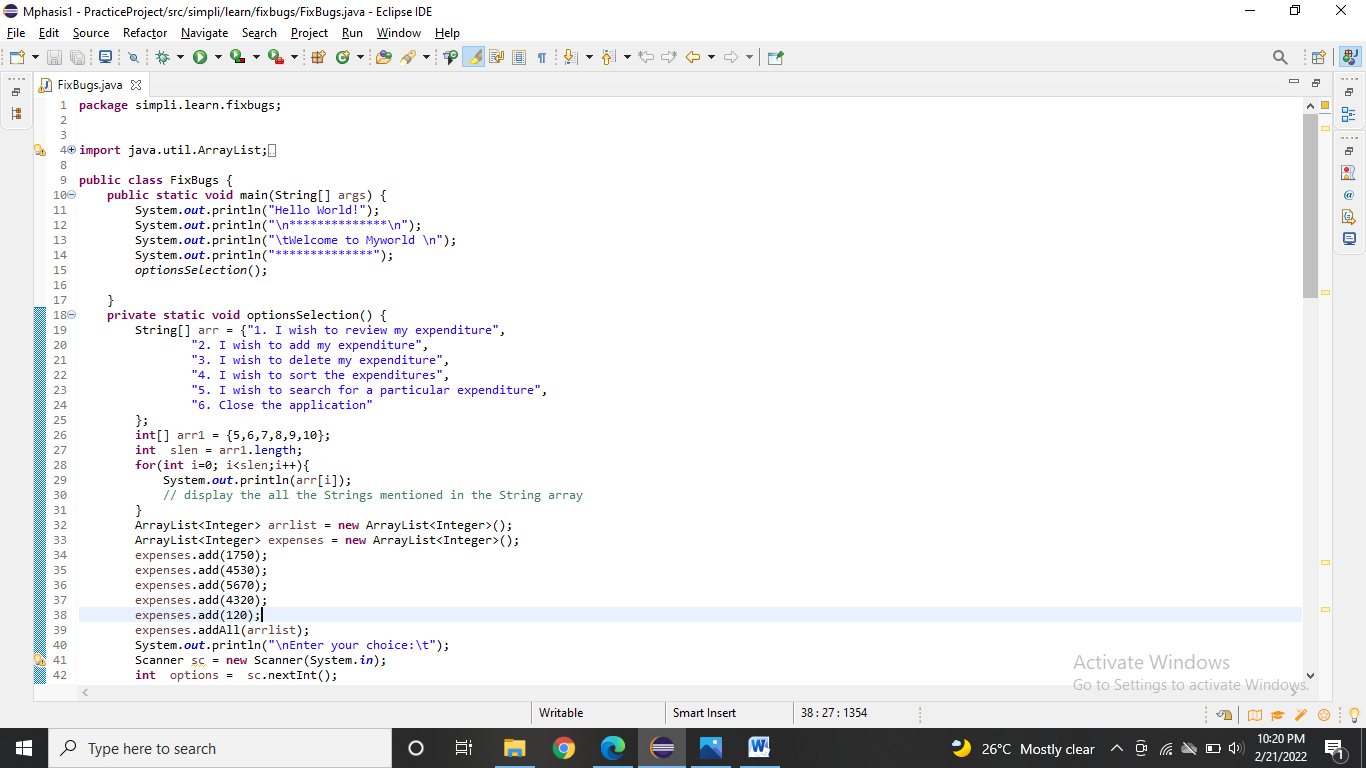 Mphasis1 - PracticeProject/src/simpli/learn/fixbugs/FixBugs.java - Eclipse IDE
File Edit Source Refactor Navigate Search Project Run Window Help
FixBugs.java
1 package simpli.learn.fixbugs;
2
3
4 import java.util.ArrayList;
8
9 public class FixBugs {
10 public static void main(String[] args) {
11 System.out.println("Hello World!");
12 System.out.println("\n**************\n");
13 System.out.println("\tWelcome to Myworld \n");
14 System.out.println("**************");
15 optionsSelection();
16
17 }
18 private static void optionsSelection() {
19 String[] arr = {"1. I wish to review my expenditure",
20 "2. I wish to add my expenditure",
21 "3. I wish to delete my expenditure",
22 "4. I wish to sort the expenditures",
23 "5. I wish to search for a particular expenditure",
24 "6. Close the application"
25 };
26 int[] arr1 = {5,6,7,8,9,10};
27 int  slen = arr1.length;
28 for(int i=0; i<slen;i++){
29 System.out.println(arr[i]);
30 // display the all the Strings mentioned in the String array
31 }
32 ArrayList<Integer> arrlist = new ArrayList<Integer>();
33 ArrayList<Integer> expenses = new ArrayList<Integer>();
34 expenses.add(1750);
35 expenses.add(4530);
36 expenses.add(5670);
37 expenses.add(4320);
38 expenses.add(120);
39 expenses.addAll(arrlist);
40 System.out.println("\nEnter your choice:\t");
41 Scanner sc = new Scanner(System.in);
42 int  options =  sc.nextInt();
Activate Windows
Go to Settings to activate Windows.
Writable Smart Insert 38 : 27 : 1354
Type here to search
26°C Mostly clear
10:20 PM
2/21/2022
1